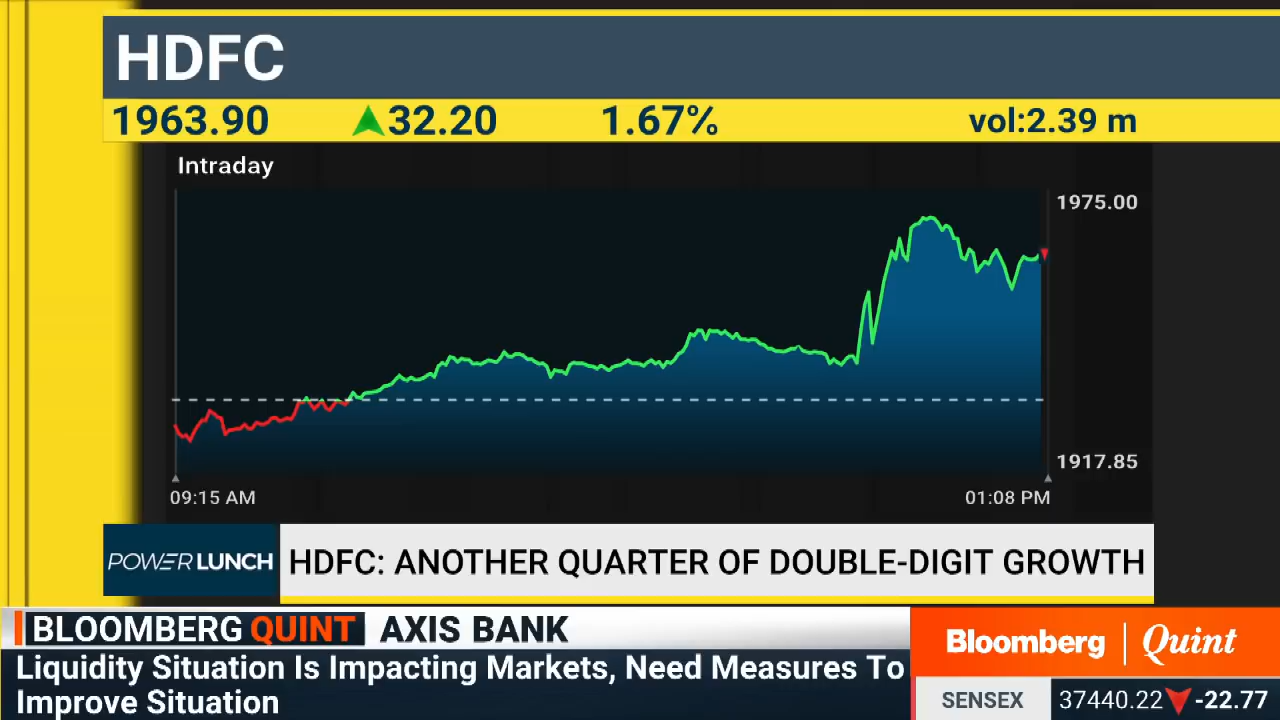 HDFC
1963.90 ▲32.20 1.67% vol:2.39 m
Intraday
1975.00
1917.85
09:15 AM 01:08 PM
POWER LUNCH HDFC: ANOTHER QUARTER OF DOUBLE-DIGIT GROWTH
BLOOMBERG QUINT AXIS BANK
Liquidity Situation Is Impacting Markets, Need Measures To
Improve Situation
Bloomberg | Quint
SENSEX 37440.22 ▼ -22.77